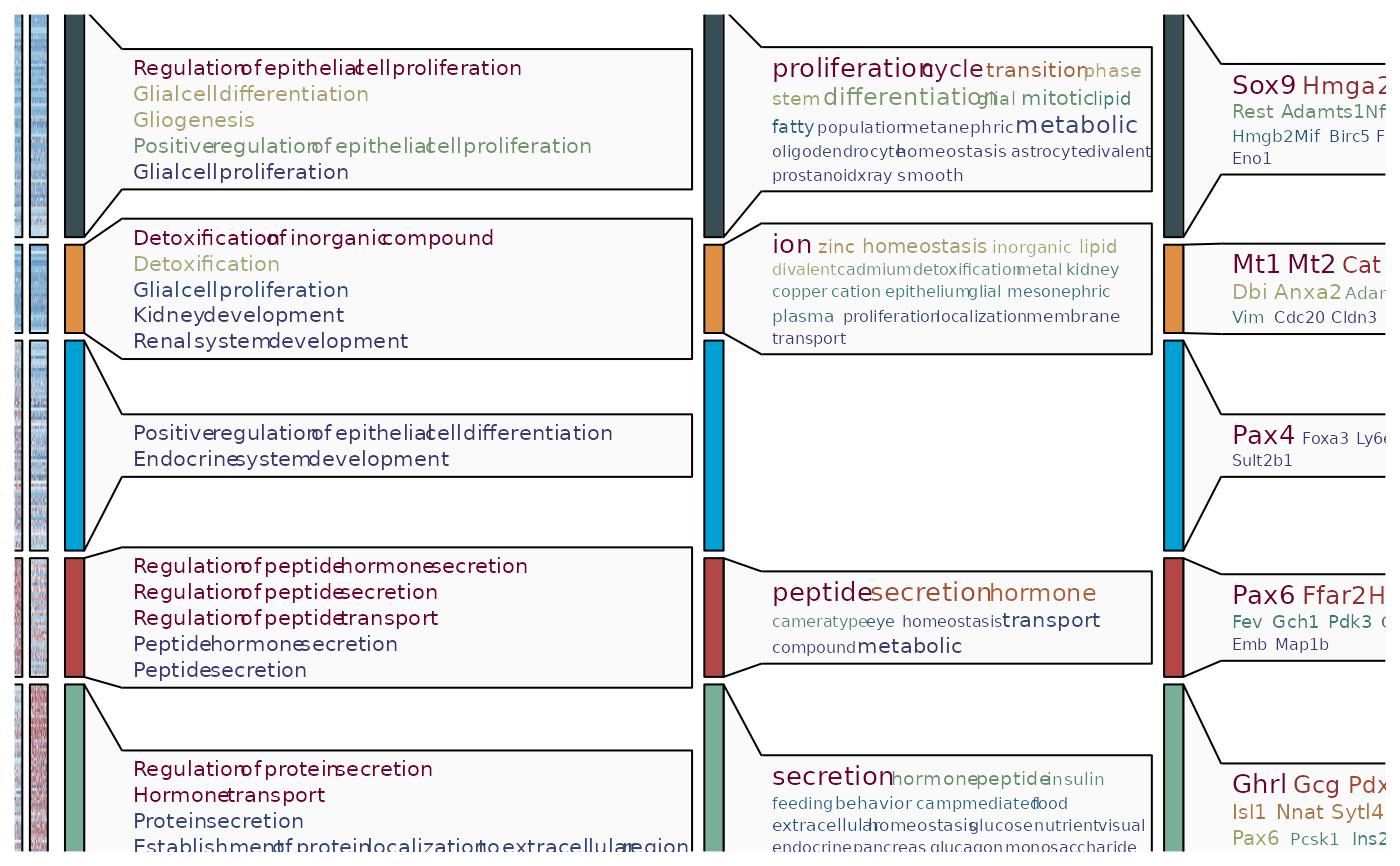 Regulation of epithelial cell proliferation
Glial cell differentiation
Gliogenesis
Positive regulation of epithelial cell proliferation
Glial cell proliferation
Detoxification of inorganic compound
Detoxification
Glial cell proliferation
Kidney development
Renal system development
Positive regulation of epithelial cell differentiation
Endocrine system development
Regulation of peptide hormone secretion
Regulation of peptide secretion
Regulation of peptide transport
Peptide hormone secretion
Peptide secretion
Regulation of protein secretion
Hormone transport
Protein secretion
Establishment of protein localization to extracellular region
proliferation cycle transition phase
stem differentiation glial mitotic lipid
fatty population metanephric metabolic
oligodendrocyte homeostasis astrocyte divalent
prostanoid xray smooth
ion zinc homeostasis inorganic lipid
divalent cadmium detoxification metal kidney
copper cation epithelium glial mesonephric
plasma proliferation localization membrane
transport
peptide secretion hormone
cameratype eye homeostasis transport
compound metabolic
secretion hormone peptide insulin
feeding behavior campmediated food
extracellular homeostasis glucose nutrient visual
endocrine pancreas glucagon monosaccharide
Sox9 Hmga2
Rest Adamts1 Nf
Hmgb2 Mif Birc5 F
Eno1
Mt1 Mt2 Cat
Dbi Anxa2 Adar
Vim Cdc20 Cldn3
Pax4 Foxa3 Ly6e
Sult2b1
Pax6 Ffar2 H
Fev Gch1 Pdk3
Emb Map1b
Ghrl Gcg Pdx
Isl1 Nnat Sytl4
Pax6 Pcsk1 Ins2